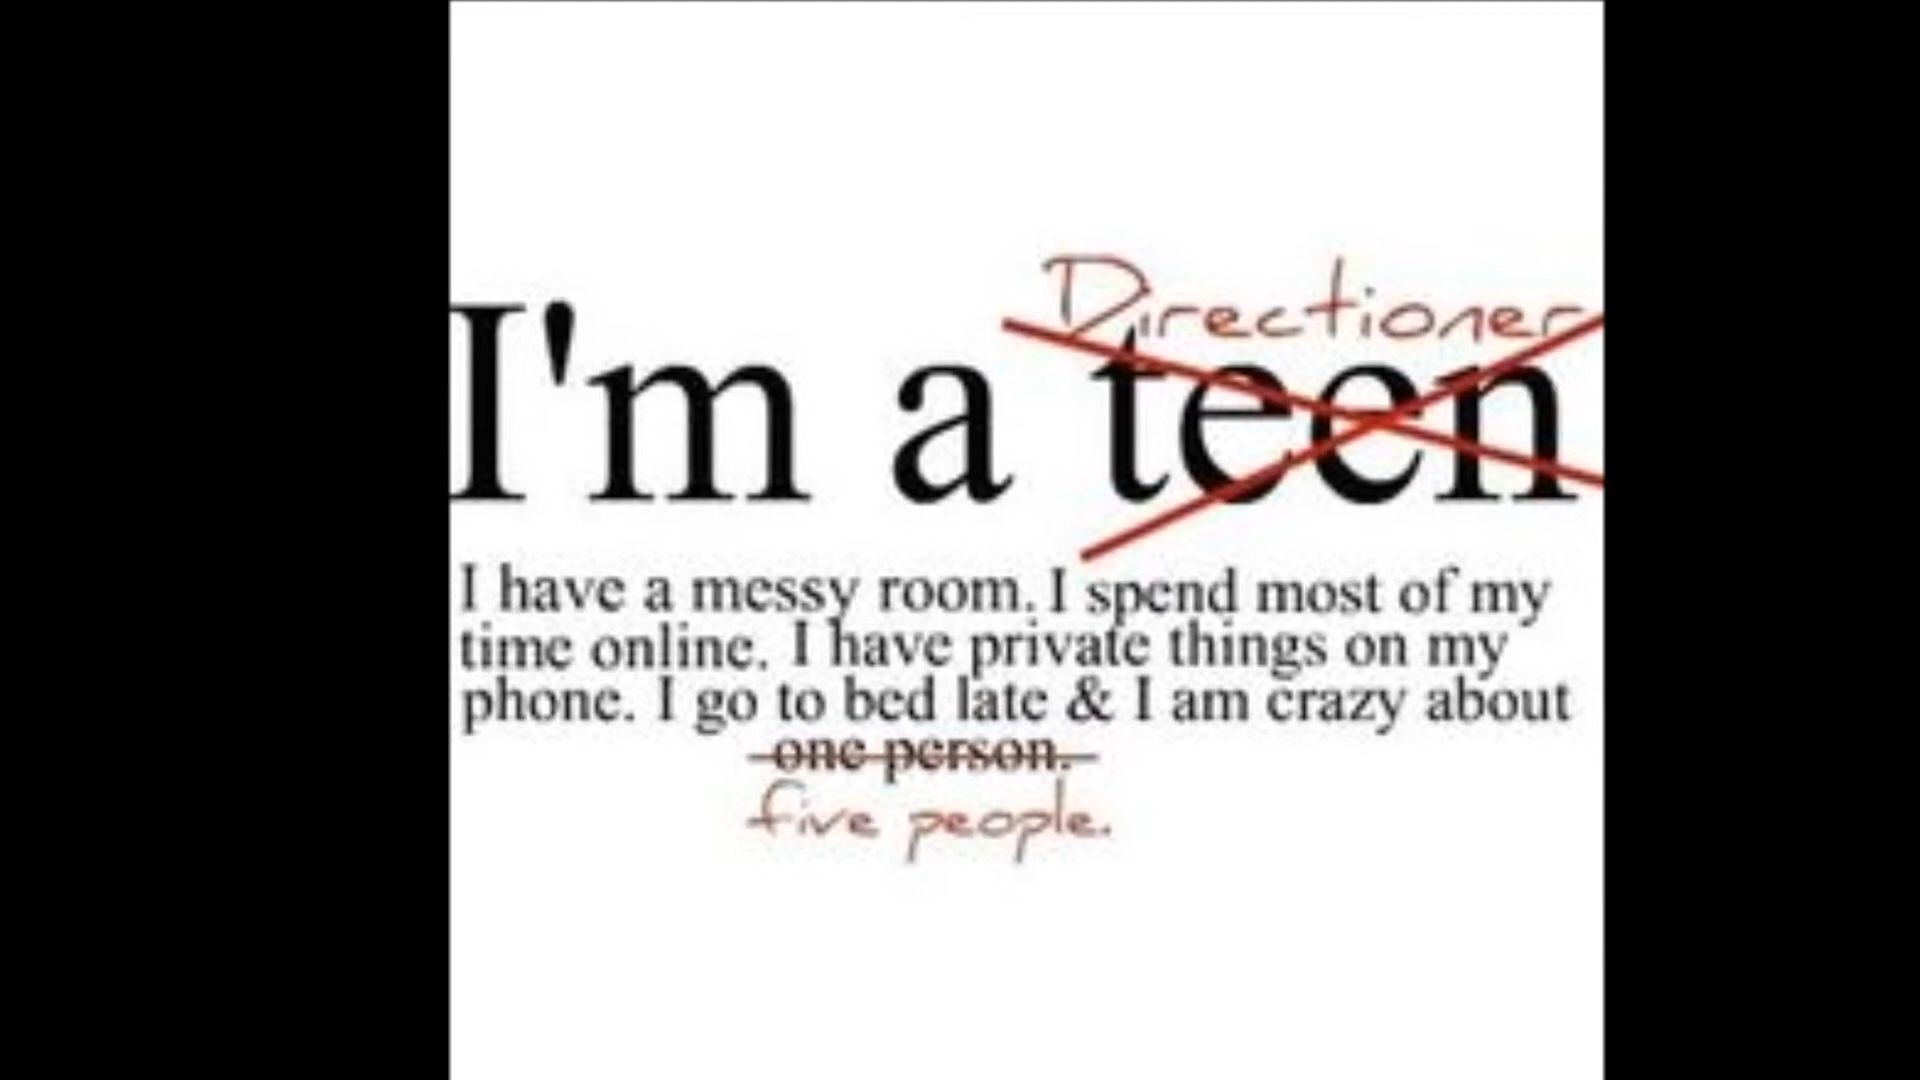 Directioner
I'm a teen
I have a messy room. I spend most of my
time online. I have private things on my
phone. I go to bed late & I am crazy about
one person.
five people.